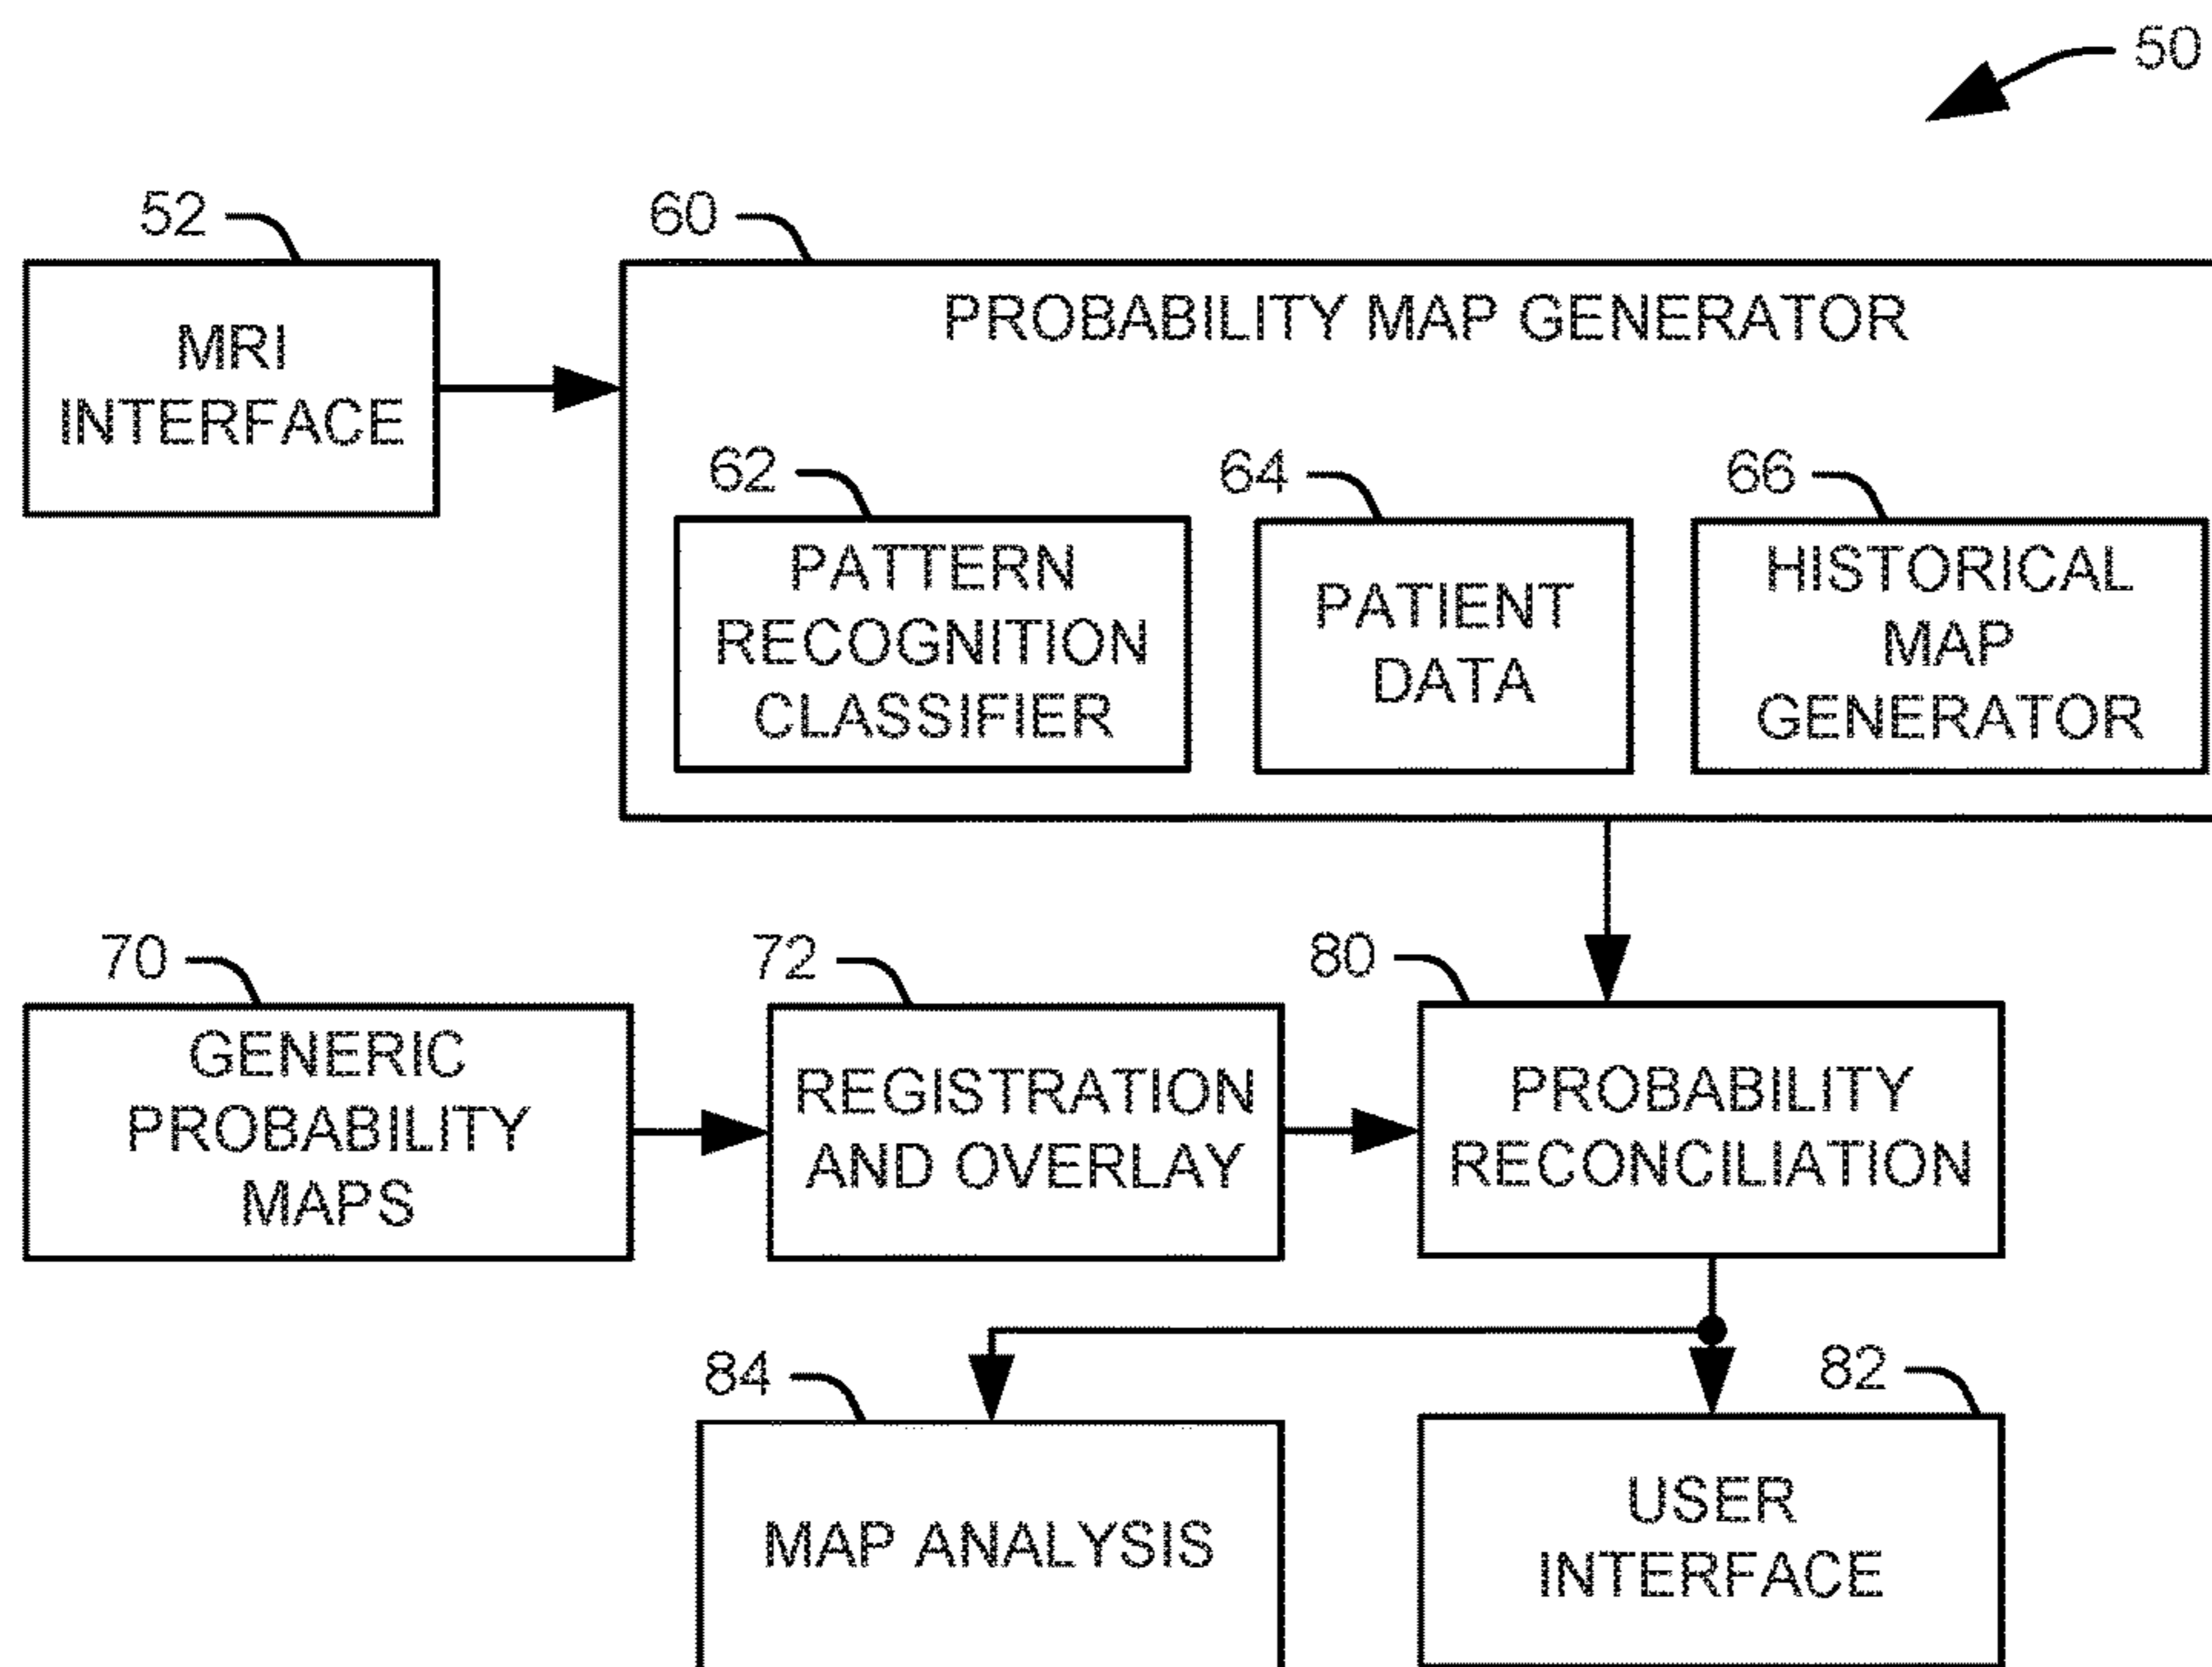 50
52
MRI
INTERFACE
60
PROBABILITY MAP GENERATOR
62
PATTERN
RECOGNITION
CLASSIFIER
64
PATIENT
DATA
66
HISTORICAL
MAP
GENERATOR
70
GENERIC
PROBABILITY
MAPS
72
REGISTRATION
AND OVERLAY
80
PROBABILITY
RECONCILIATION
84
MAP ANALYSIS
82
USER
INTERFACE